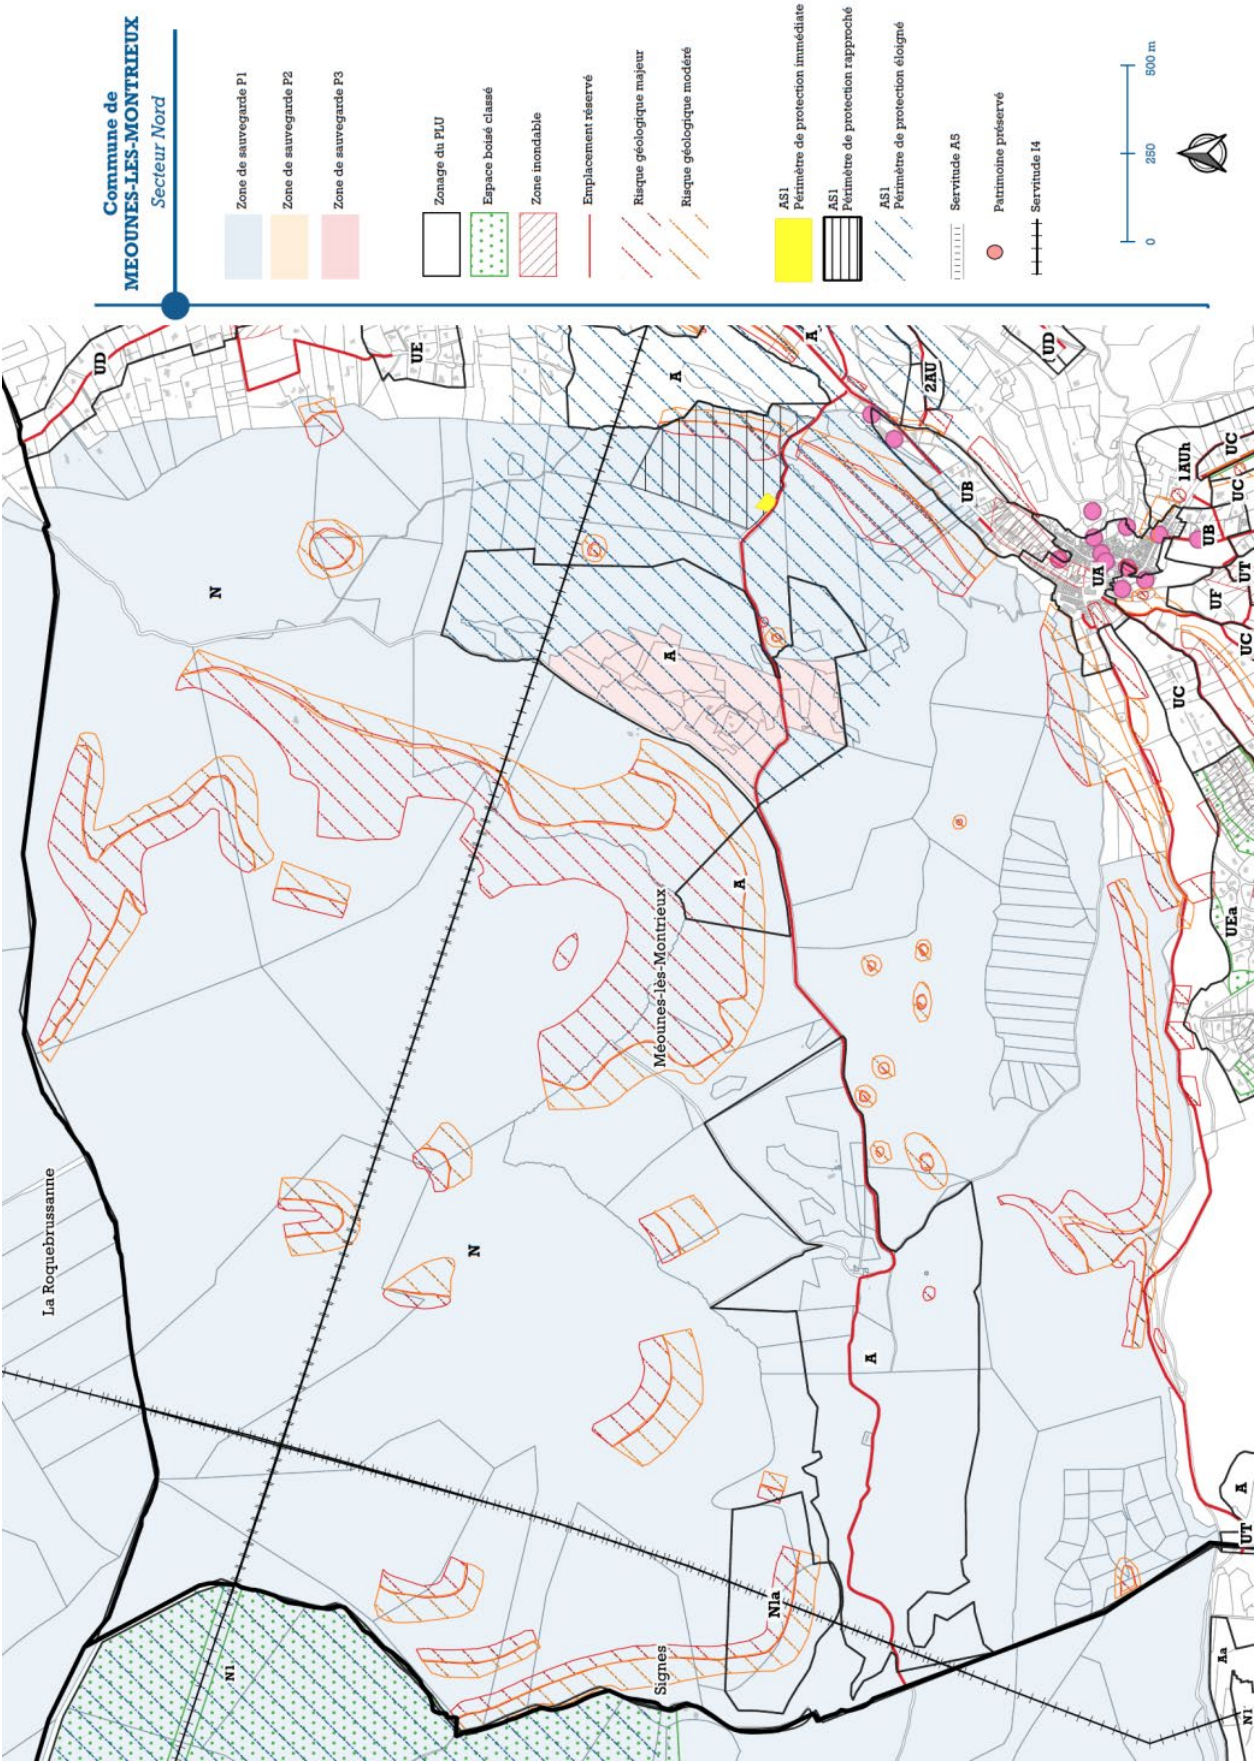 Commune de
MEOUNES-LES-MONTRIEUX
Secteur Nord
Zone de sauvegarde P1
Zone de sauvegarde P2
Zone de sauvegarde P3
Zonage du PLU
Espace boisé classé
Zone inondable
Emplacement réservé
Risque géologique majeur
Risque géologique modéré
AS1
Périmètre de protection immédiate
AS1
Périmètre de protection rapproché
AS1
Périmètre de protection éloigné
Servitude A5
Patrimoine préservé
Servitude I4
0 250 500 m
La Roquebrussanne
Méounes-lès-Montrieux
Signes
N
N
N1
N1a
A
A
A
A
A
UD
UE
2AU
UD
UB
1AUh
UC
UC
UB
UA
UT
UF
UC
UC
UEa
A
UT
Aa
N1